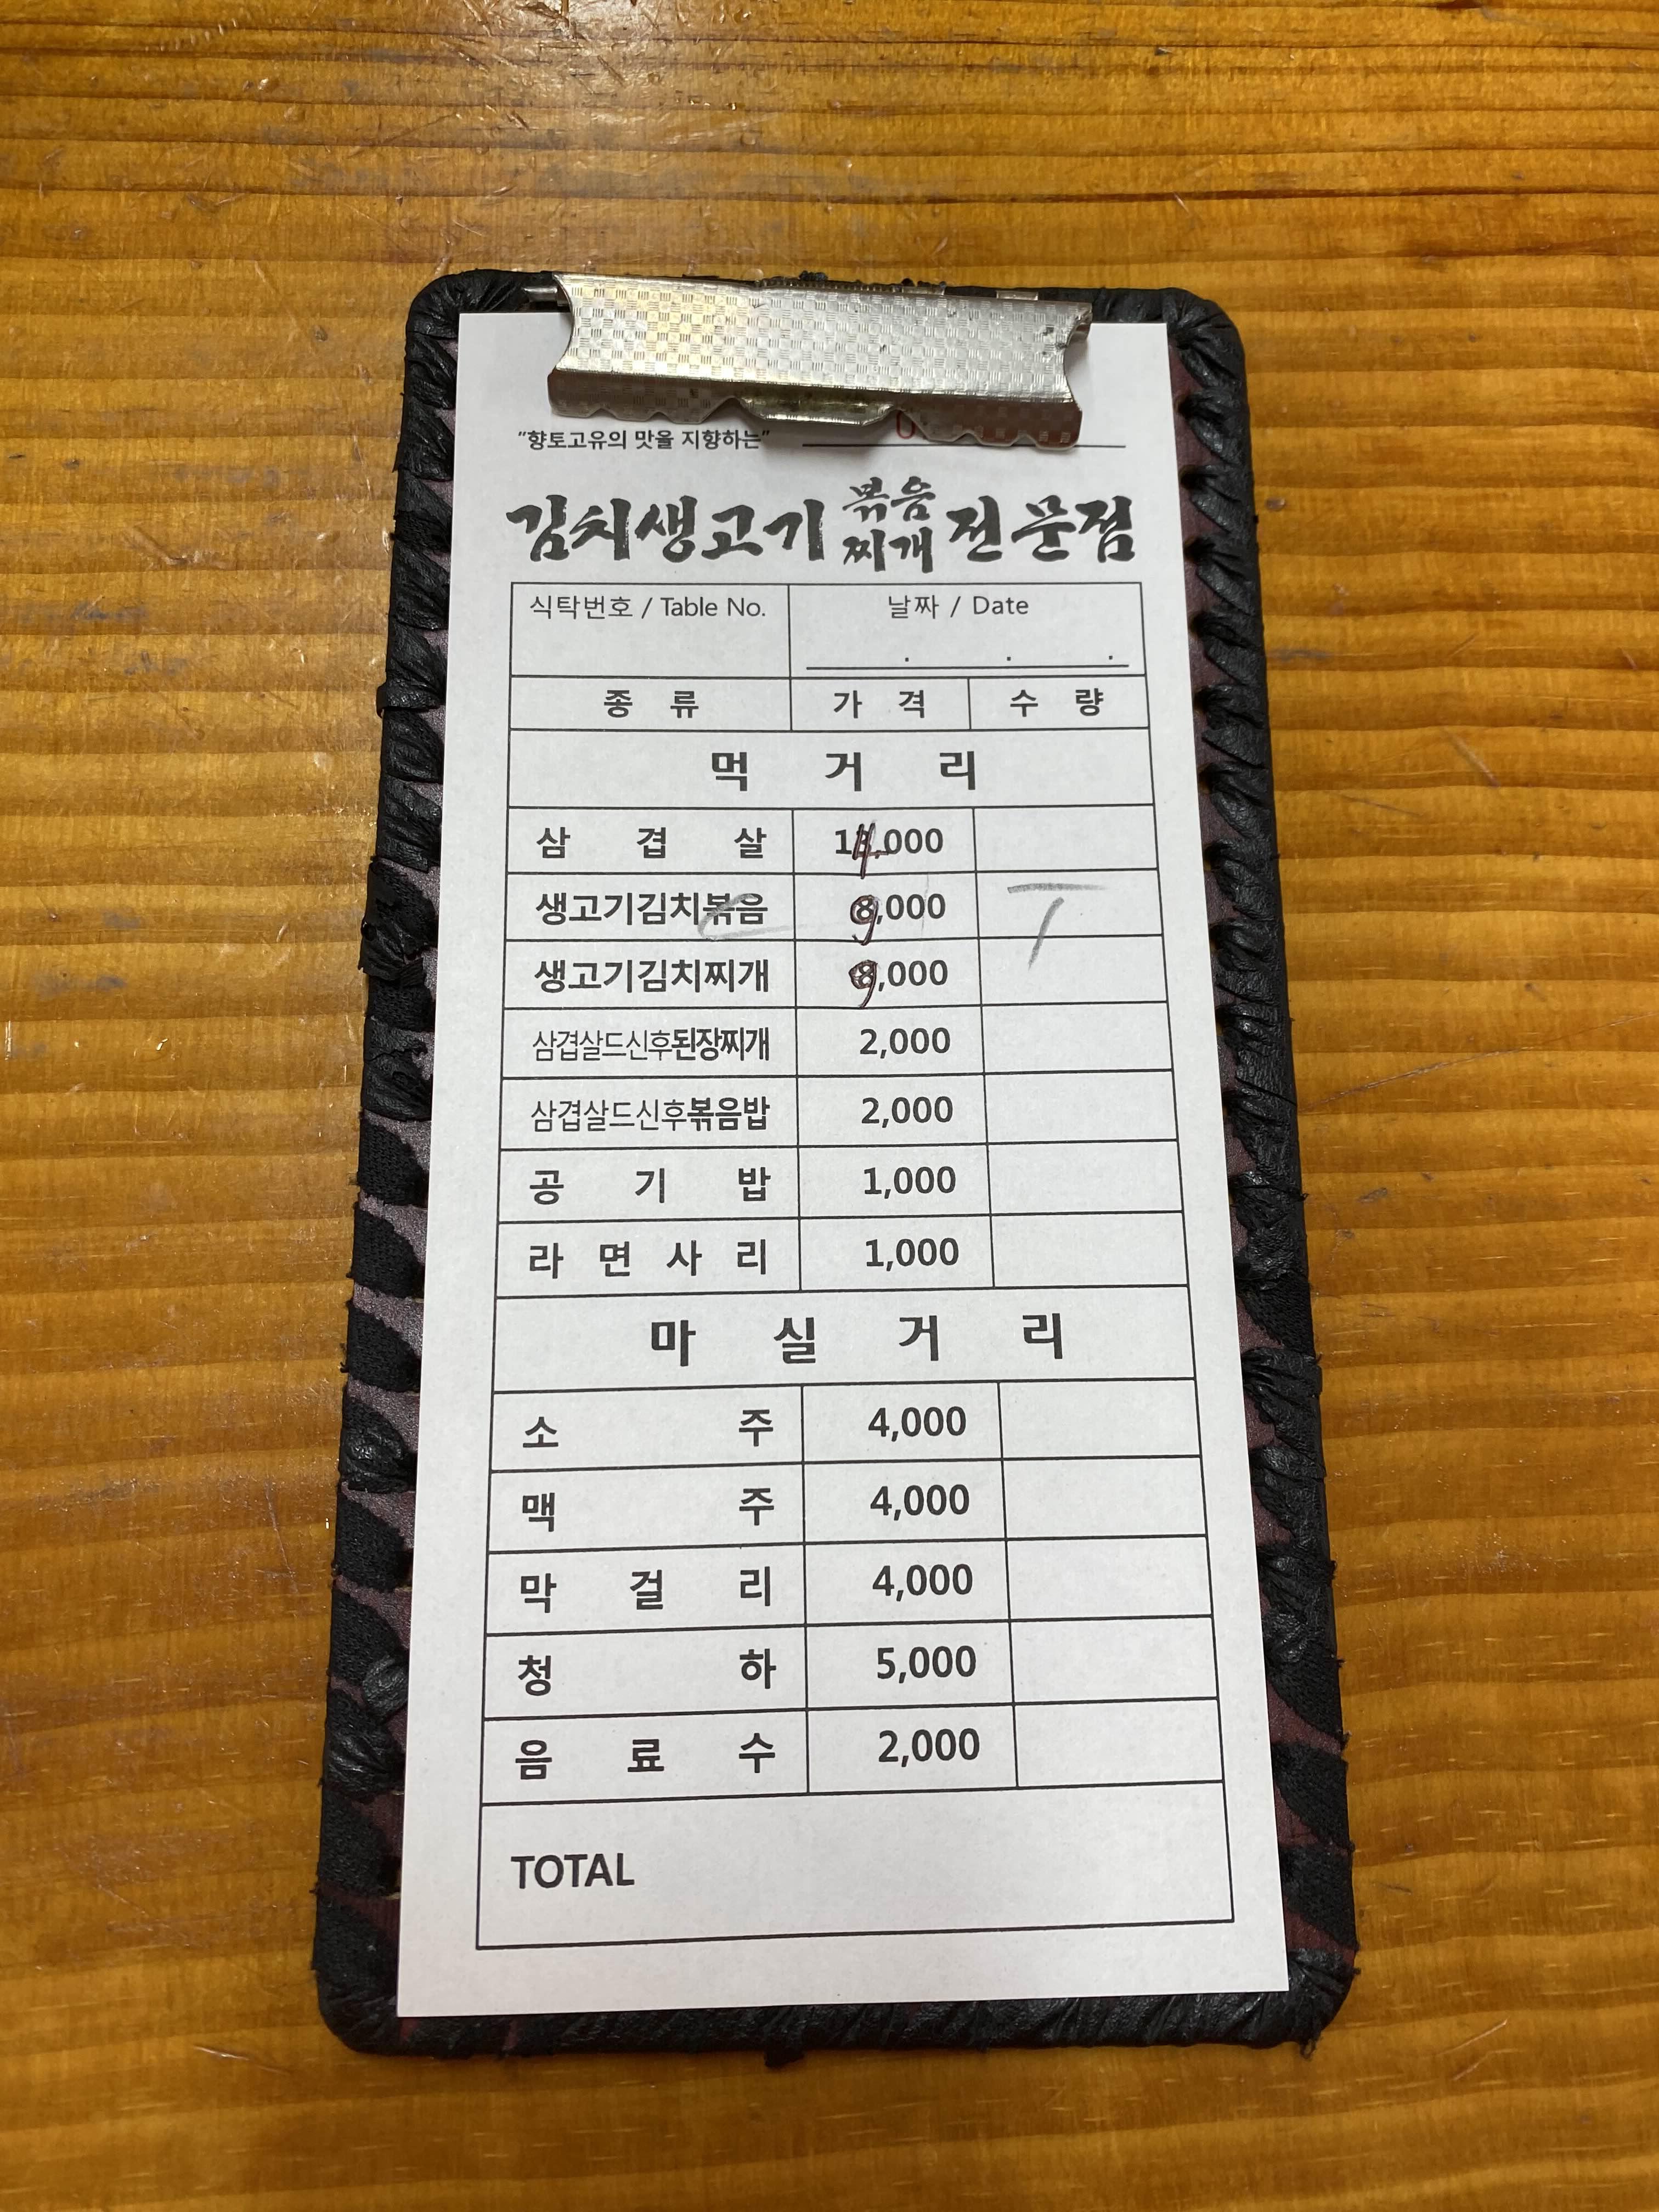 "향토고유의 맛을 지향하는"
김치생고기 볶음 찌개 전문점
식탁번호 / Table No. 날짜 / Date
. . .
종류 가격 수량
먹거리
삼겹살 14,000
생고기김치볶음 9,000
생고기김치찌개 9,000
삼겹살드신후된장찌개 2,000
삼겹살드신후볶음밥 2,000
공기밥 1,000
라면사리 1,000
마실거리
소주 4,000
맥주 4,000
막걸리 4,000
청하 5,000
음료수 2,000
TOTAL